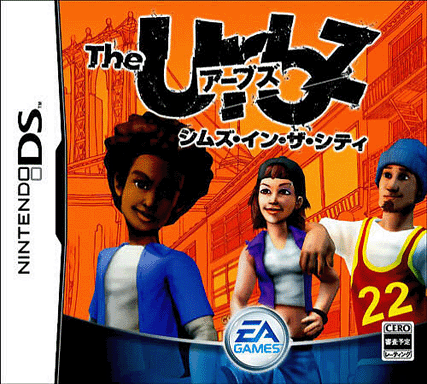 NINTENDO DS™
The Urbz
アーブズ
シムズ・イン・ザ・シティ
22
EA
GAMES
CERO
審査予定
レーティング